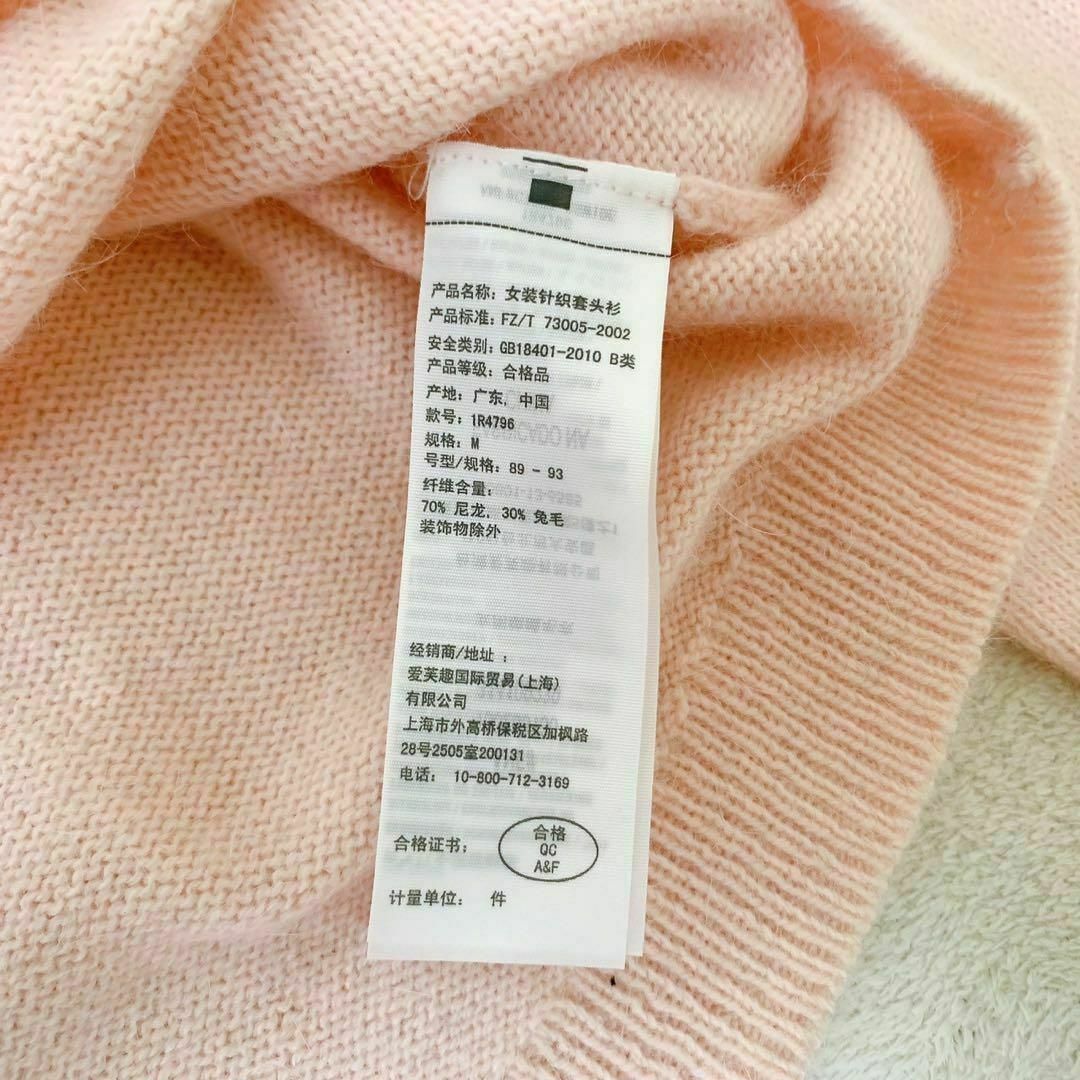 产品名称: 女装针织套头衫
产品标准: FZ/T 73005-2002
安全类别: GB18401-2010 B类
产品等级: 合格品
产地: 广东, 中国
款号: 1R4796
规格: M
号型/规格: 89 - 93
纤维含量:
70% 尼龙, 30% 兔毛
装饰物除外
经销商/地址 :
爱芙趣国际贸易(上海)
有限公司
上海市外高桥保税区加枫路
28号2505室200131
电话: 10-800-712-3169
合格证书:
合格
QC
A&F
计量单位: 件